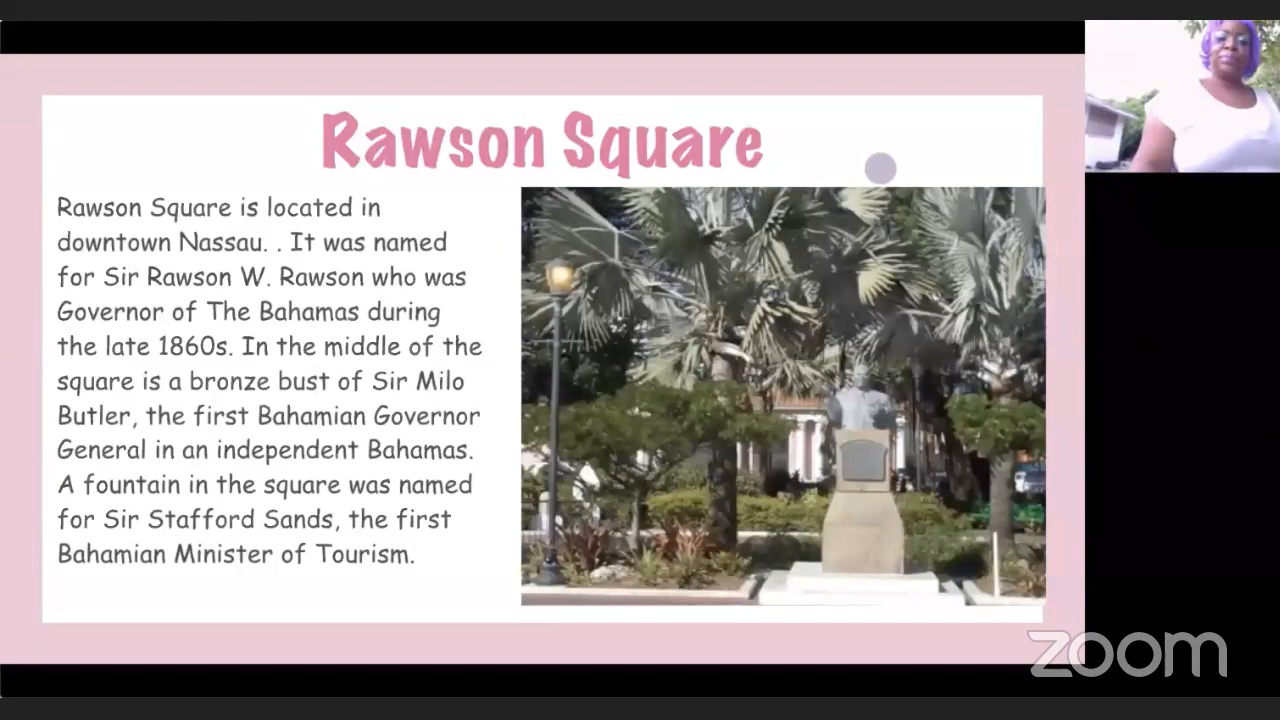 Rawson Square
Rawson Square is located in
downtown Nassau. . It was named
for Sir Rawson W. Rawson who was
Governor of The Bahamas during
the late 1860s. In the middle of the
square is a bronze bust of Sir Milo
Butler, the first Bahamian Governor
General in an independent Bahamas.
A fountain in the square was named
for Sir Stafford Sands, the first
Bahamian Minister of Tourism.
zoom